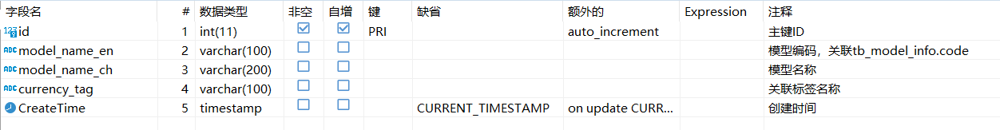 字段名 # 数据类型 非空 自增 键 缺省 额外的 Expression 注释
123 id 1 int(11) PRI auto_increment 主键ID
ABC model_name_en 2 varchar(100) 模型编码，关联tb_model_info.code
ABC model_name_ch 3 varchar(200) 模型名称
ABC currency_tag 4 varchar(100) 关联标签名称
CreateTime 5 timestamp CURRENT_TIMESTAMP on update CURR... 创建时间